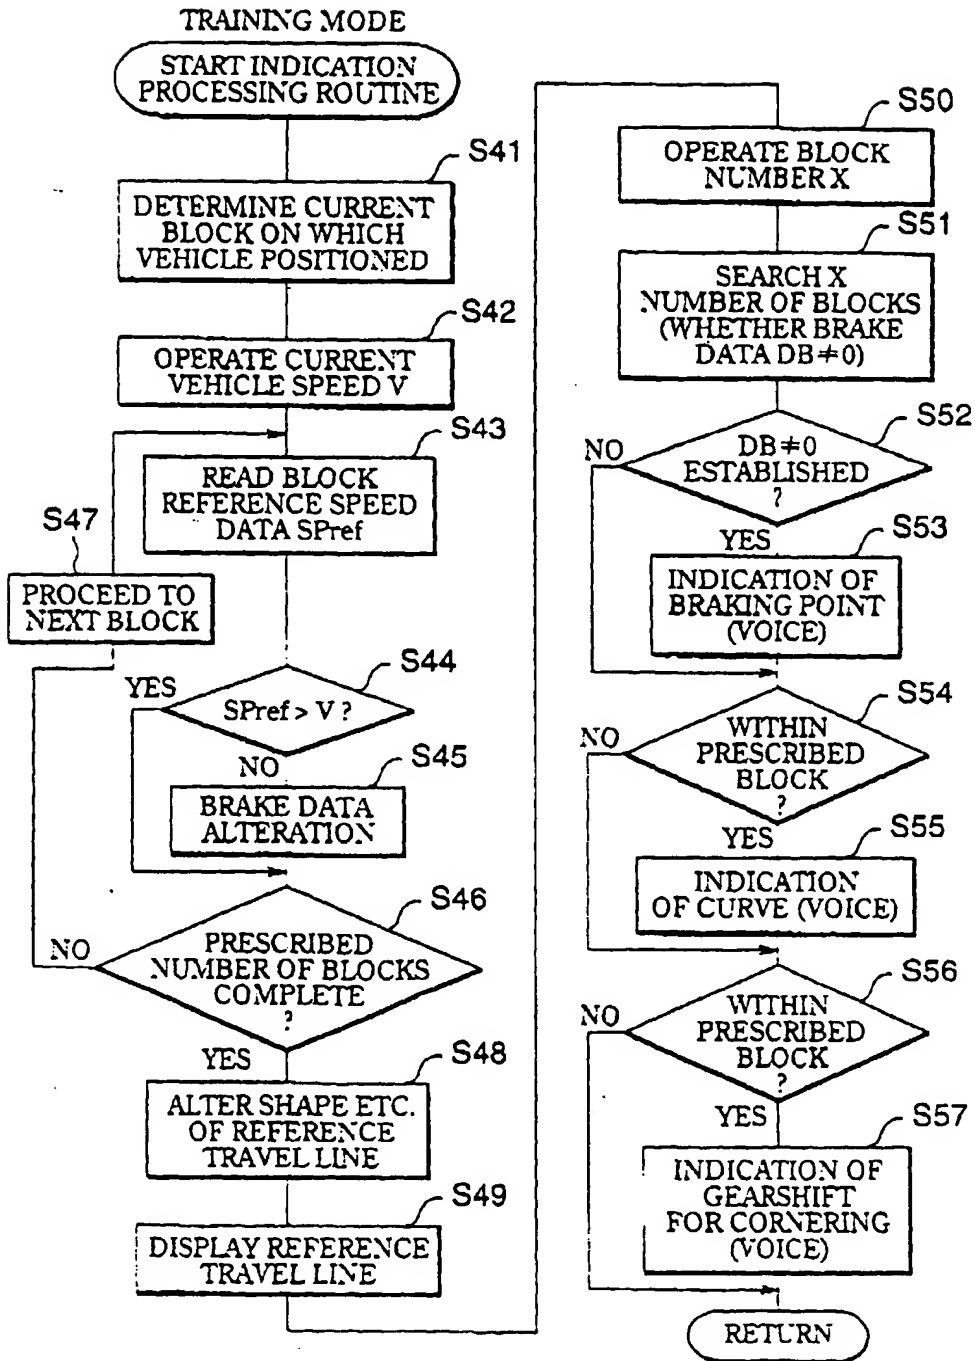 TRAINING MODE
START INDICATION
PROCESSING ROUTINE
S41
DETERMINE CURRENT
BLOCK ON WHICH
VEHICLE POSITIONED
S42
OPERATE CURRENT
VEHICLE SPEED V
S43
READ BLOCK
REFERENCE SPEED
DATA SPref
S47
PROCEED TO
NEXT BLOCK
S44
YES
SPref > V ?
NO
S45
BRAKE DATA
ALTERATION
S46
NO
PRESCRIBED
NUMBER OF BLOCKS
COMPLETE
?
YES
S48
ALTER SHAPE ETC.
OF REFERENCE
TRAVEL LINE
S49
DISPLAY REFERENCE
TRAVEL LINE
S50
OPERATE BLOCK
NUMBER X
S51
SEARCH X
NUMBER OF BLOCKS
(WHETHER BRAKE
DATA DB≠0)
S52
NO
DB≠0
ESTABLISHED
?
YES
S53
INDICATION OF
BRAKING POINT
(VOICE)
S54
NO
WITHIN
PRESCRIBED
BLOCK
?
YES
S55
INDICATION
OF CURVE (VOICE)
S56
NO
WITHIN
PRESCRIBED
BLOCK
?
YES
S57
INDICATION OF
GEARSHIFT
FOR CORNERING
(VOICE)
RETURN